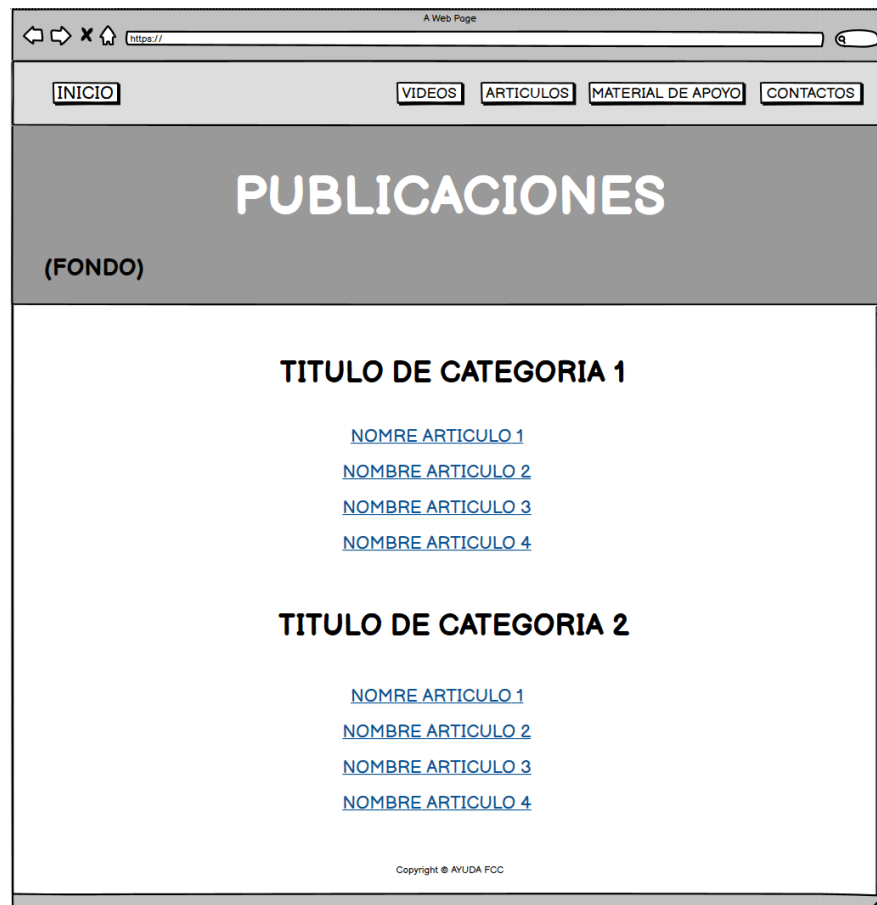 A Web Page
https://
INICIO VIDEOS ARTICULOS MATERIAL DE APOYO CONTACTOS
PUBLICACIONES
(FONDO)
TITULO DE CATEGORIA 1
NOMRE ARTICULO 1
NOMBRE ARTICULO 2
NOMBRE ARTICULO 3
NOMBRE ARTICULO 4
TITULO DE CATEGORIA 2
NOMRE ARTICULO 1
NOMBRE ARTICULO 2
NOMBRE ARTICULO 3
NOMBRE ARTICULO 4
Copyright © AYUDA FCC